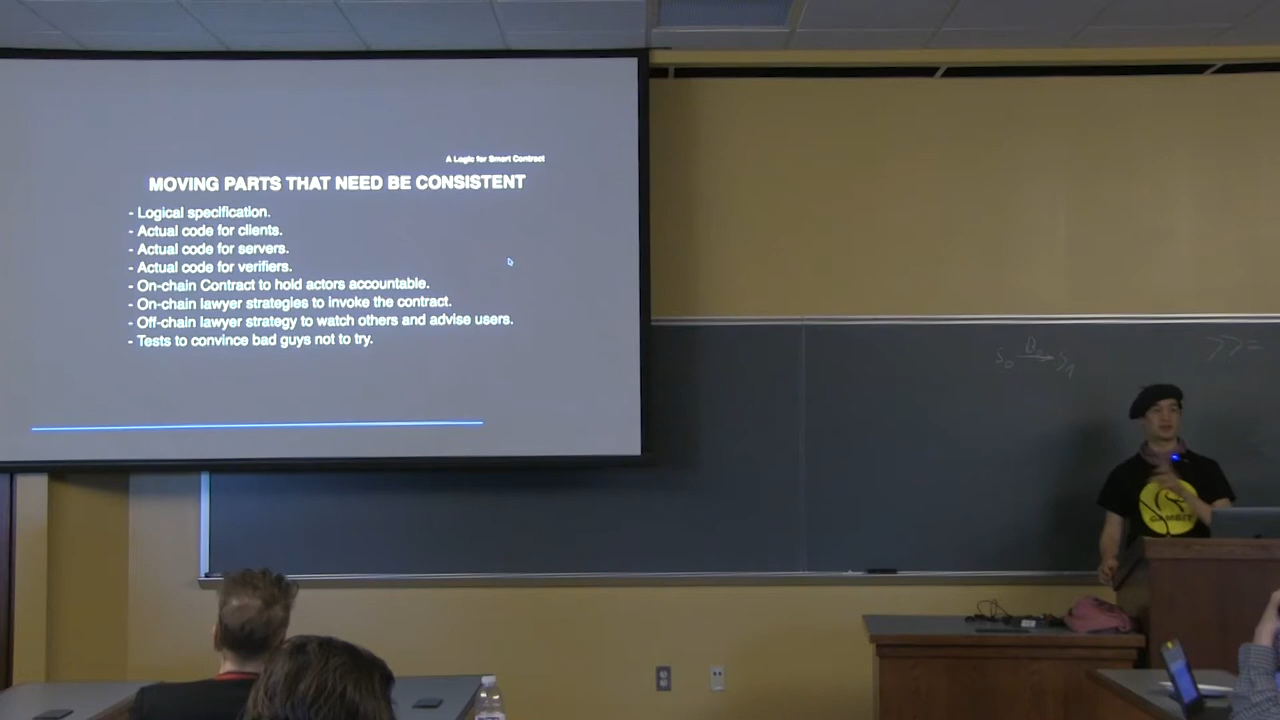 A Logic for Smart Contract
MOVING PARTS THAT NEED BE CONSISTENT
- Logical specification.
- Actual code for clients.
- Actual code for servers.
- Actual code for verifiers.
- On-chain Contract to hold actors accountable.
- On-chain lawyer strategies to invoke the contract.
- Off-chain lawyer strategy to watch others and advise users.
- Tests to convince bad guys not to try.
>>=
GAMBIT